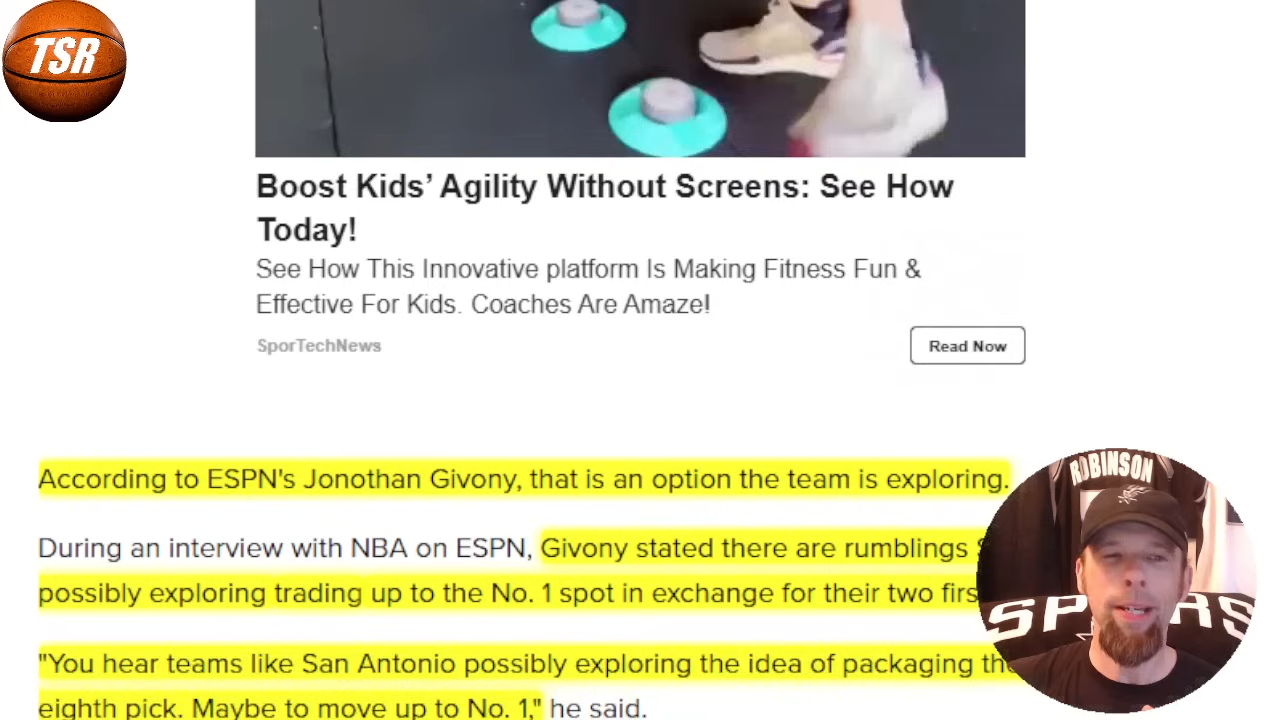 TSR
Boost Kids’ Agility Without Screens: See How
Today!
See How This Innovative platform Is Making Fitness Fun &
Effective For Kids. Coaches Are Amaze!
SporTechNews
Read Now
According to ESPN's Jonothan Givony, that is an option the team is exploring.
During an interview with NBA on ESPN, Givony stated there are rumblings
possibly exploring trading up to the No. 1 spot in exchange for their two
"You hear teams like San Antonio possibly exploring the idea of packaging
eighth pick. Maybe to move up to No. 1," he said.
ROBINSON